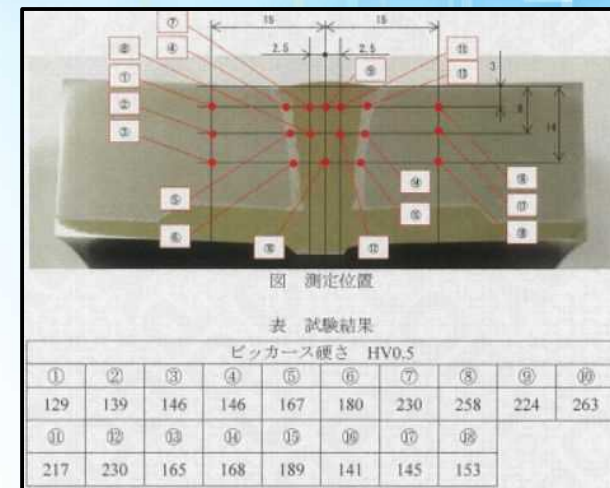 15 15
⑦
④ 2.5 2.5
3
① ⑨ ⑬
② 8
③ 14
⑤ ⑭ ⑯
⑥ ⑮ ⑰
⑩ ⑫ ⑱
図 測定位置
表 試験結果
ビッカース硬さ HV0.5
① ② ③ ④ ⑤ ⑥ ⑦ ⑧ ⑨ ⑩
129 139 146 146 167 180 230 258 224 263
⑪ ⑫ ⑬ ⑭ ⑮ ⑯ ⑰ ⑱
217 230 165 168 189 141 145 153